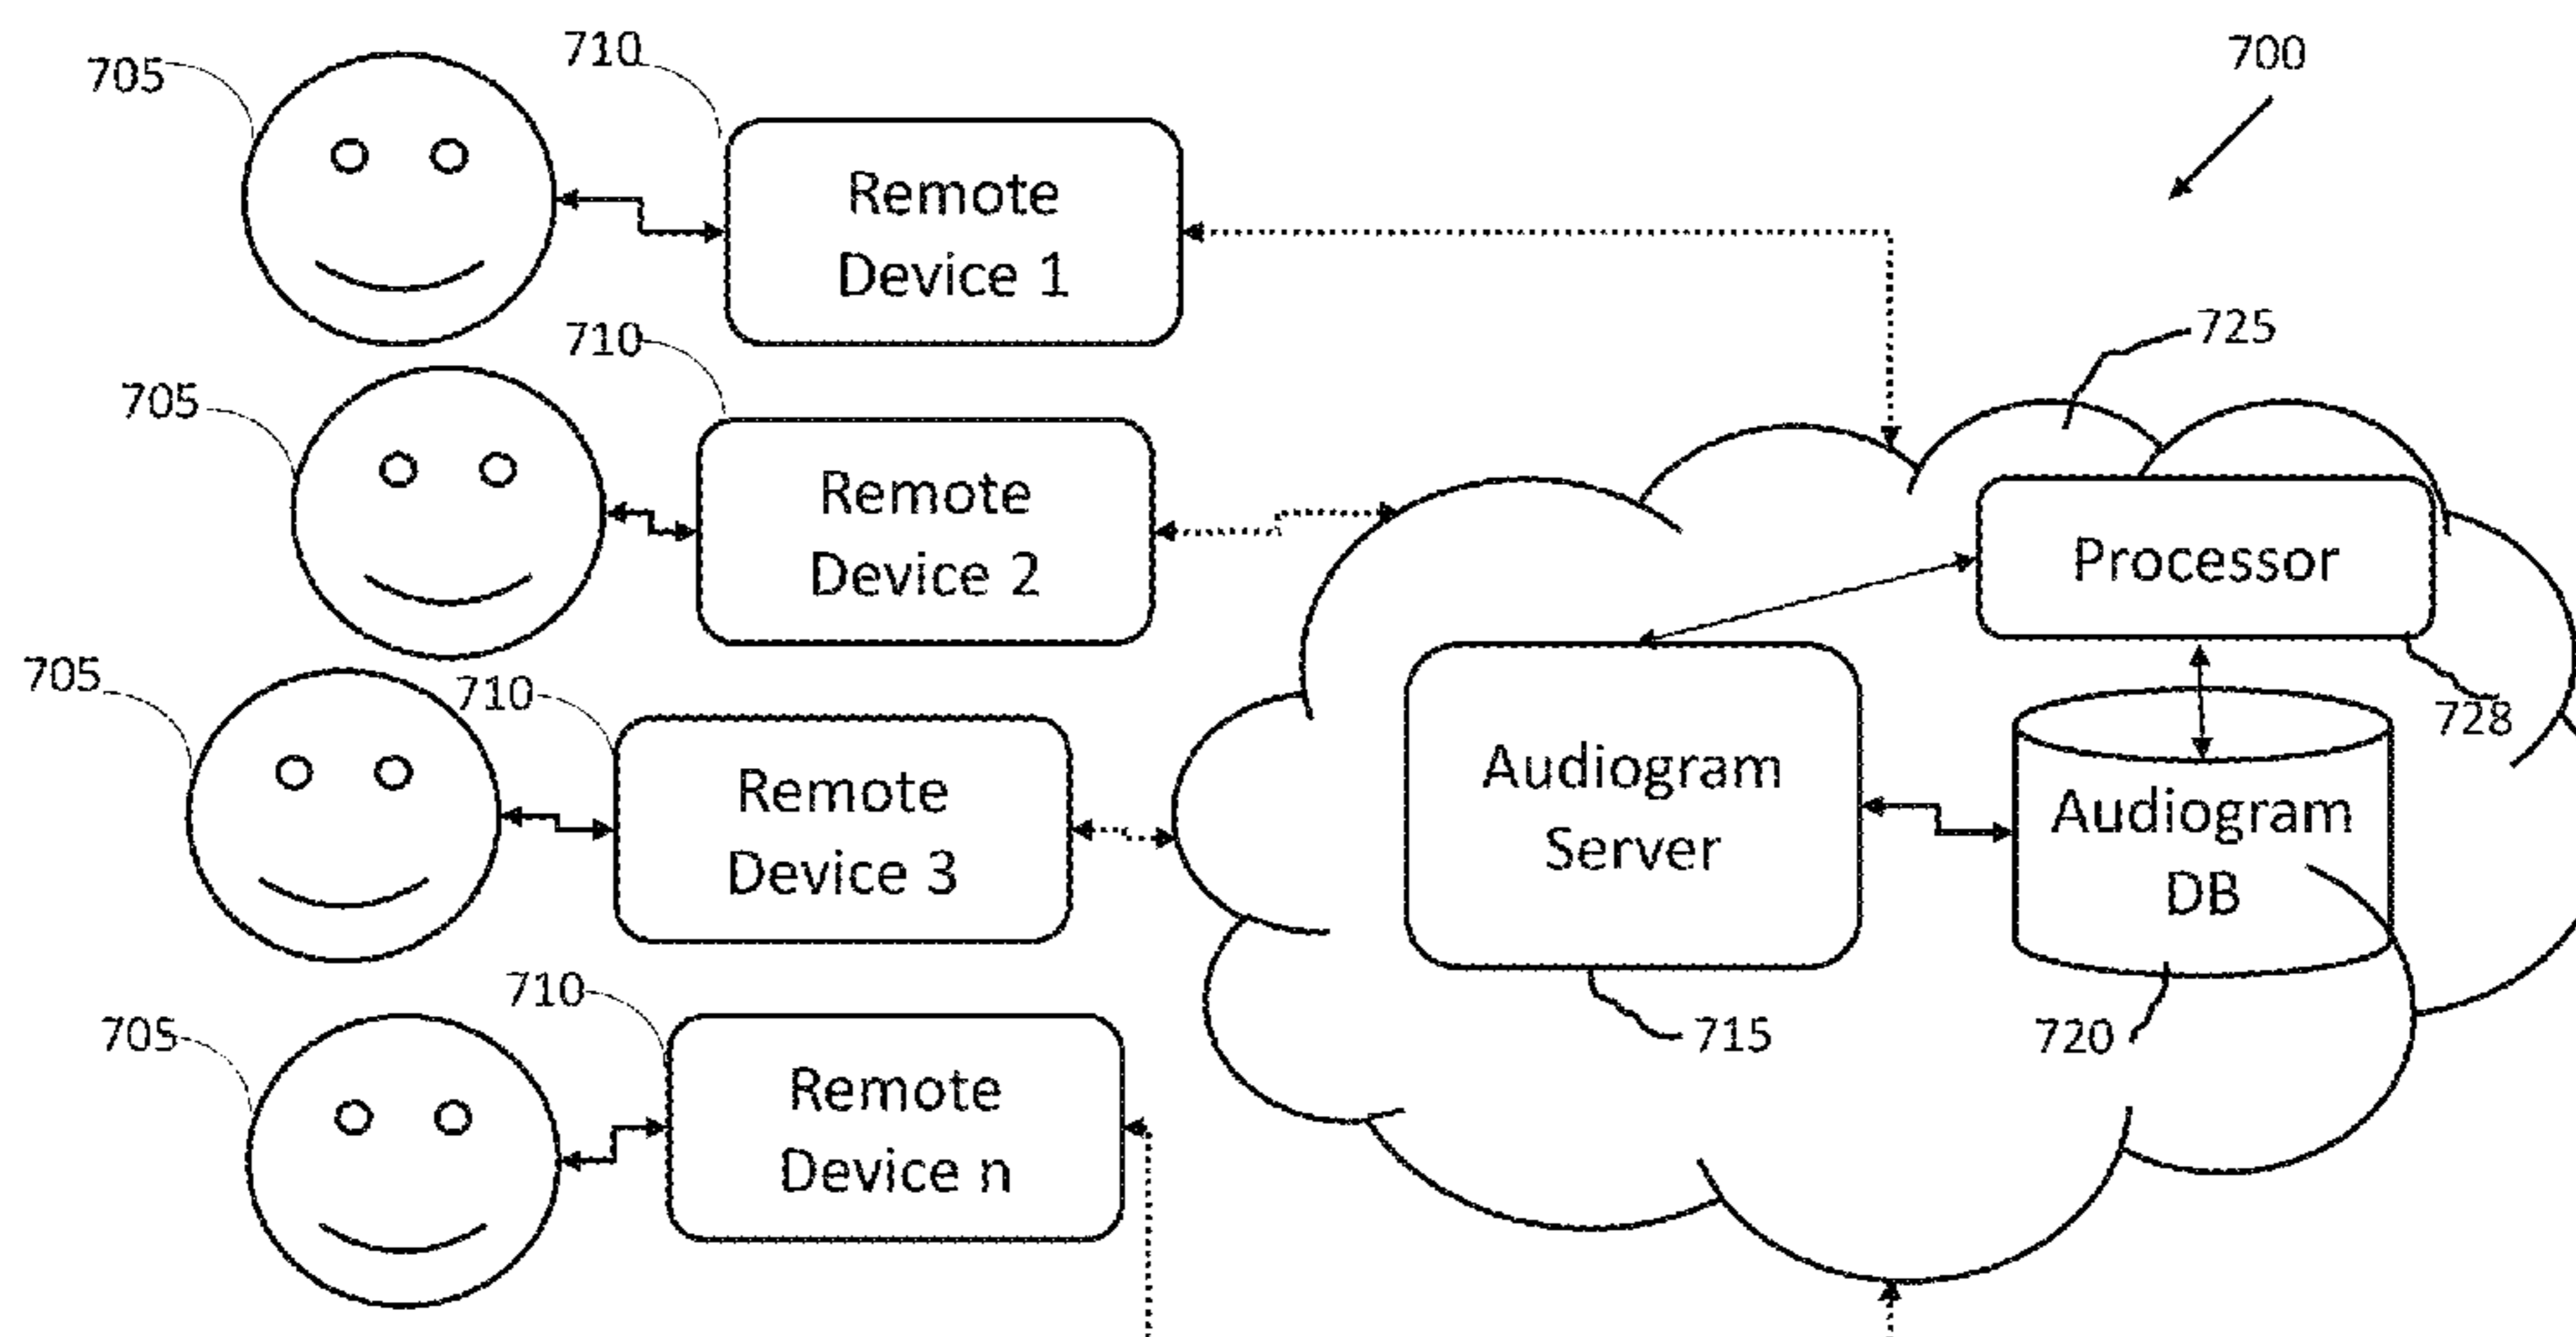 700
705
710
Remote
Device 1
725
705
710
Remote
Device 2
Processor
728
705
710
Remote
Device 3
Audiogram
Server
715
Audiogram
DB
720
705
710
Remote
Device n